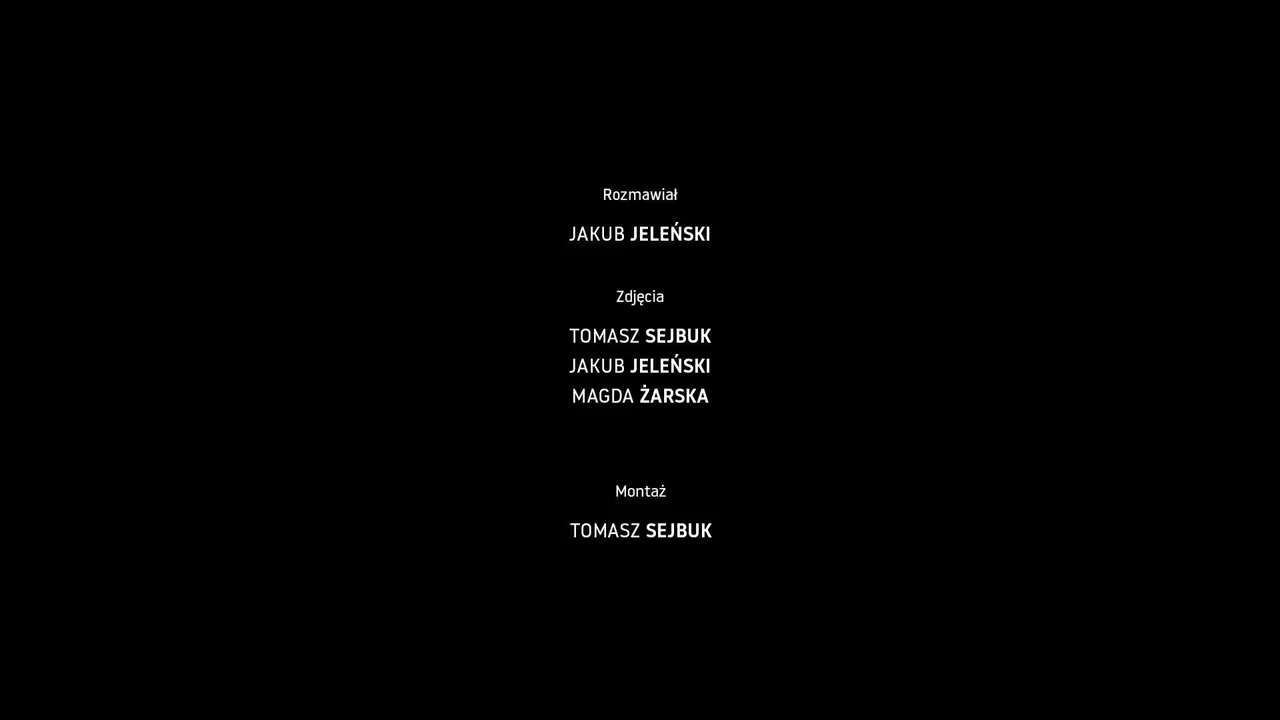 Rozmawiał
JAKUB JELEŃSKI
Zdjęcia
TOMASZ SEJBUK
JAKUB JELEŃSKI
MAGDA ŻARSKA
Montaż
TOMASZ SEJBUK